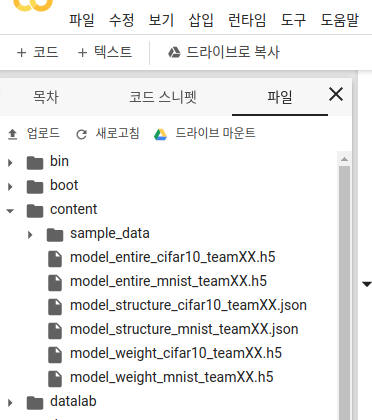 파일 수정 보기 삽입 런타임 도구 도움말
+ 코드 + 텍스트 드라이브로 복사
목차 코드 스니펫 파일
업로드 새로고침 드라이브 마운트
bin
boot
content
sample_data
model_entire_cifar10_teamXX.h5
model_entire_mnist_teamXX.h5
model_structure_cifar10_teamXX.json
model_structure_mnist_teamXX.json
model_weight_cifar10_teamXX.h5
model_weight_mnist_teamXX.h5
datalab